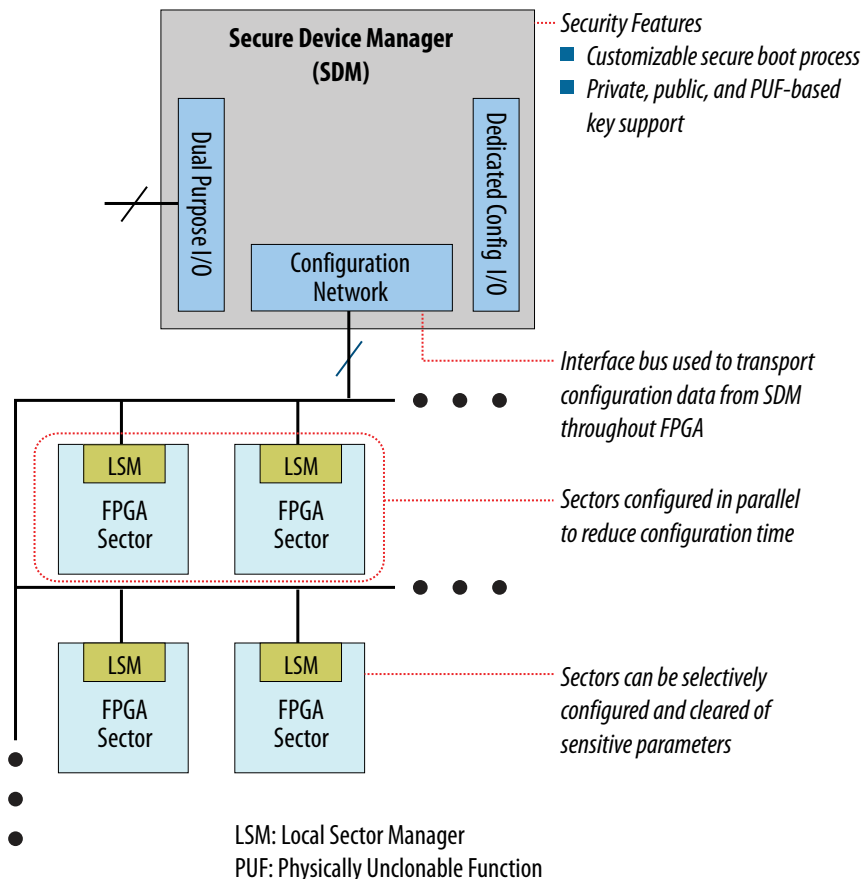 Secure Device Manager
(SDM)
Security Features
Customizable secure boot process
Private, public, and PUF-based
key support
Dual Purpose I/O
Dedicated Config I/O
Configuration
Network
Interface bus used to transport
configuration data from SDM
throughout FPGA
LSM
FPGA
Sector
LSM
FPGA
Sector
Sectors configured in parallel
to reduce configuration time
LSM
FPGA
Sector
LSM
FPGA
Sector
Sectors can be selectively
configured and cleared of
sensitive parameters
LSM: Local Sector Manager
PUF: Physically Unclonable Function